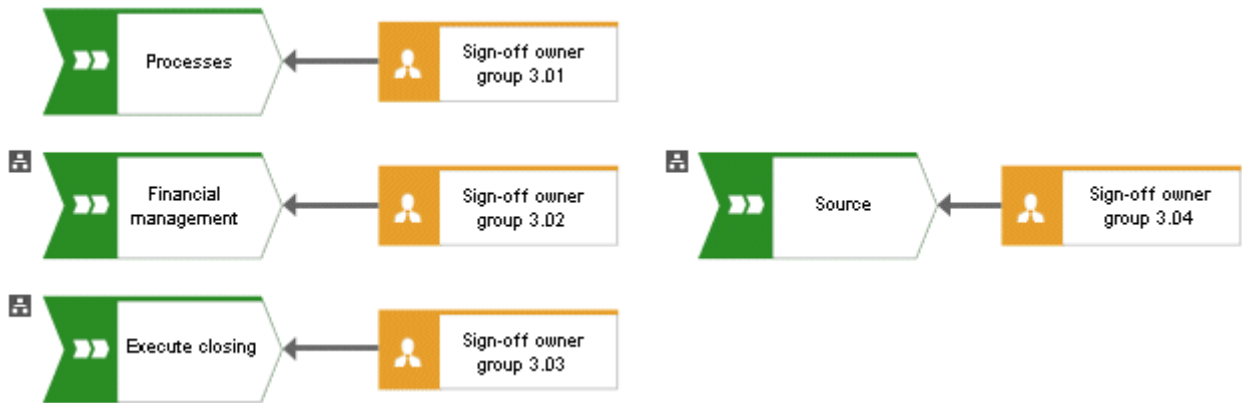 Processes
Sign-off owner
group 3.01
Financial
management
Sign-off owner
group 3.02
Source
Sign-off owner
group 3.04
Execute closing
Sign-off owner
group 3.03